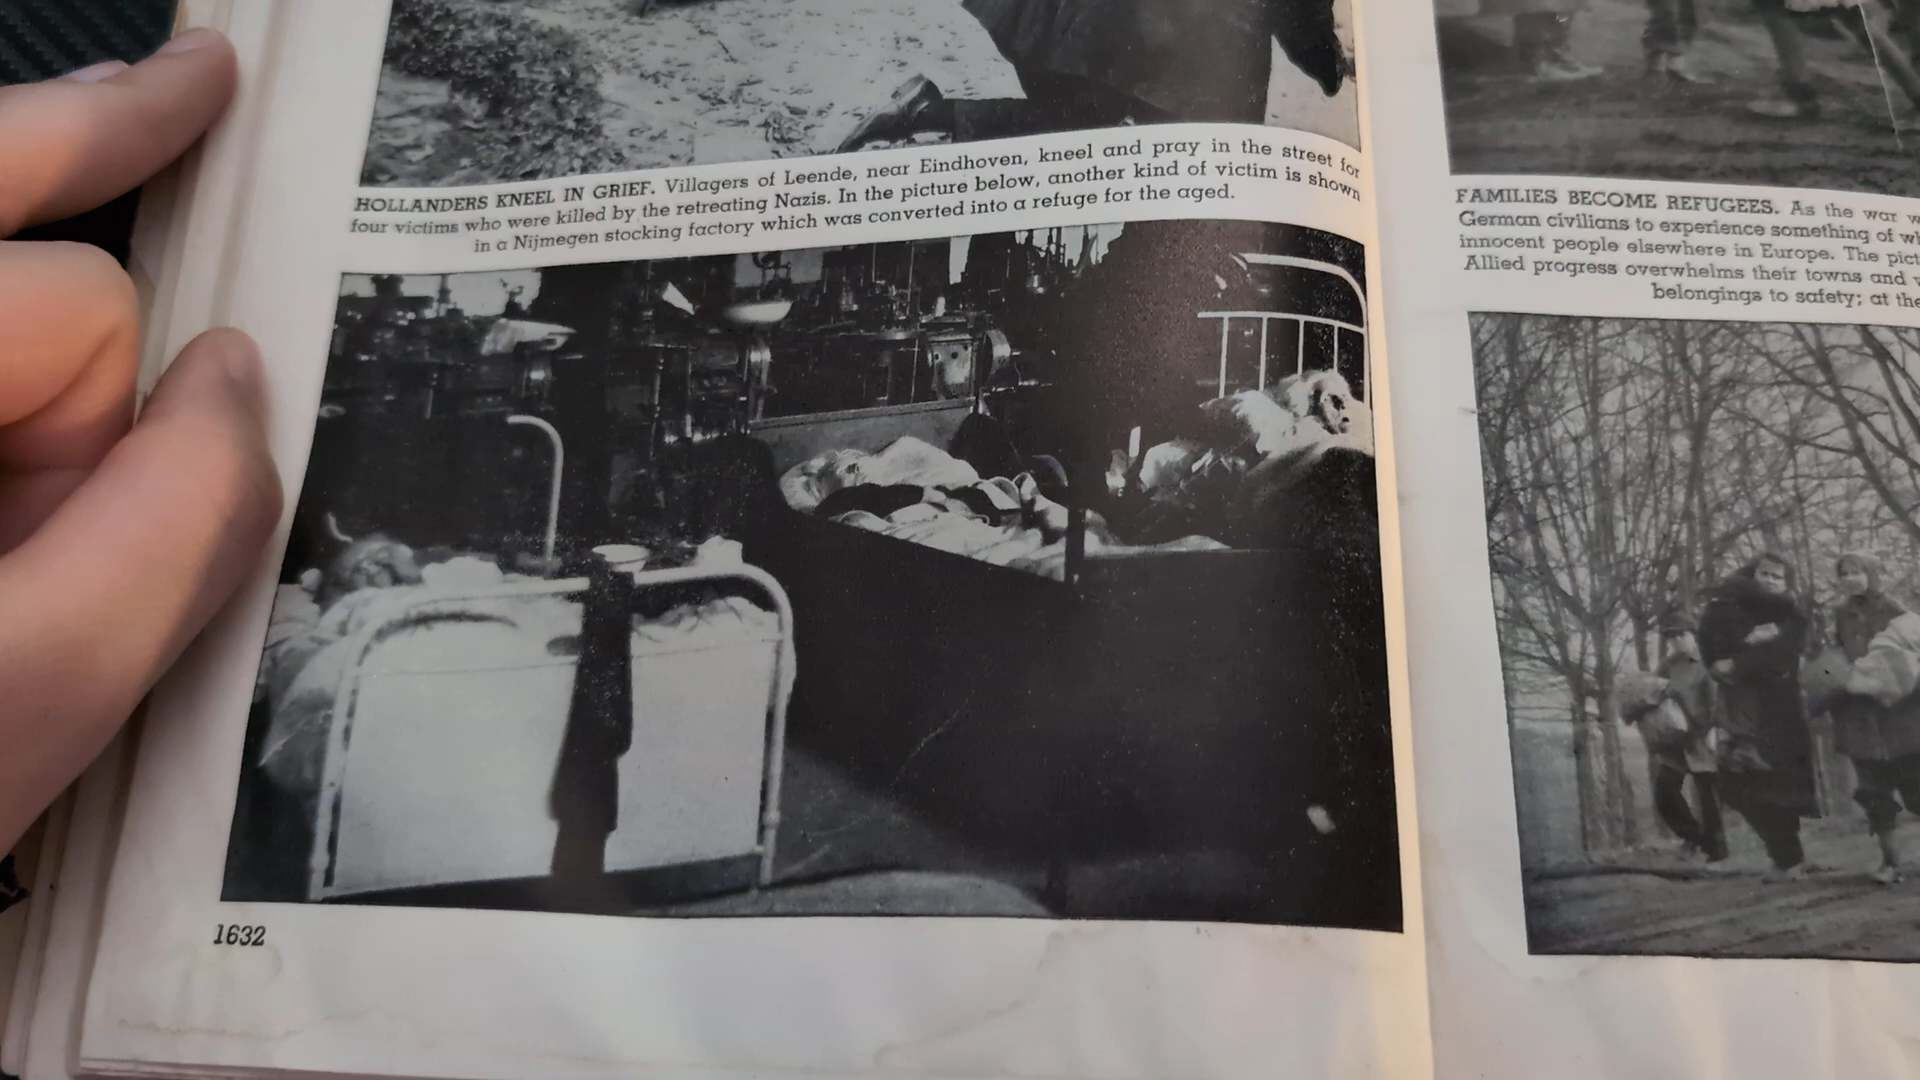 HOLLANDERS KNEEL IN GRIEF. Villagers of Leende, near Eindhoven, kneel and pray in the street for
four victims who were killed by the retreating Nazis. In the picture below, another kind of victim is shown
in a Nijmegen stocking factory which was converted into a refuge for the aged.
1632
FAMILIES BECOME REFUGEES. As the war
German civilians to experience something of
innocent people elsewhere in Europe. The
Allied progress overwhelms their towns and
belongings to safety; at the